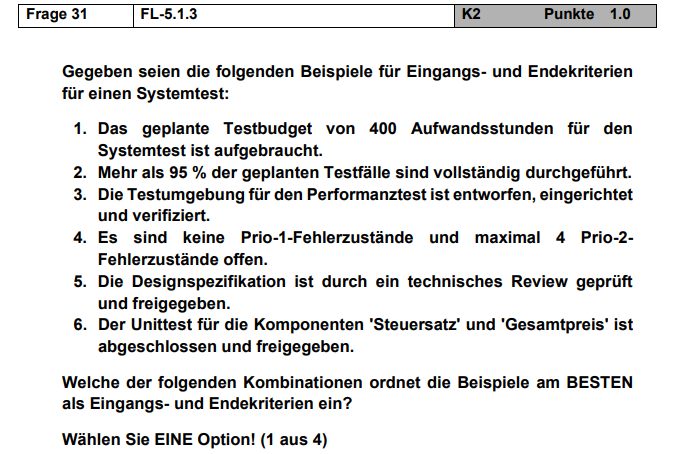 Frage 31 FL-5.1.3 K2 Punkte 1.0
Gegeben seien die folgenden Beispiele für Eingangs- und Endekriterien
für einen Systemtest:
1. Das geplante Testbudget von 400 Aufwandsstunden für den
Systemtest ist aufgebraucht.
2. Mehr als 95 % der geplanten Testfälle sind vollständig durchgeführt.
3. Die Testumgebung für den Performanztest ist entworfen, eingerichtet
und verifiziert.
4. Es sind keine Prio-1-Fehlerzustände und maximal 4 Prio-2-
Fehlerzustände offen.
5. Die Designspezifikation ist durch ein technisches Review geprüft
und freigegeben.
6. Der Unittest für die Komponenten 'Steuersatz' und 'Gesamtpreis' ist
abgeschlossen und freigegeben.
Welche der folgenden Kombinationen ordnet die Beispiele am BESTEN
als Eingangs- und Endekriterien ein?
Wählen Sie EINE Option! (1 aus 4)